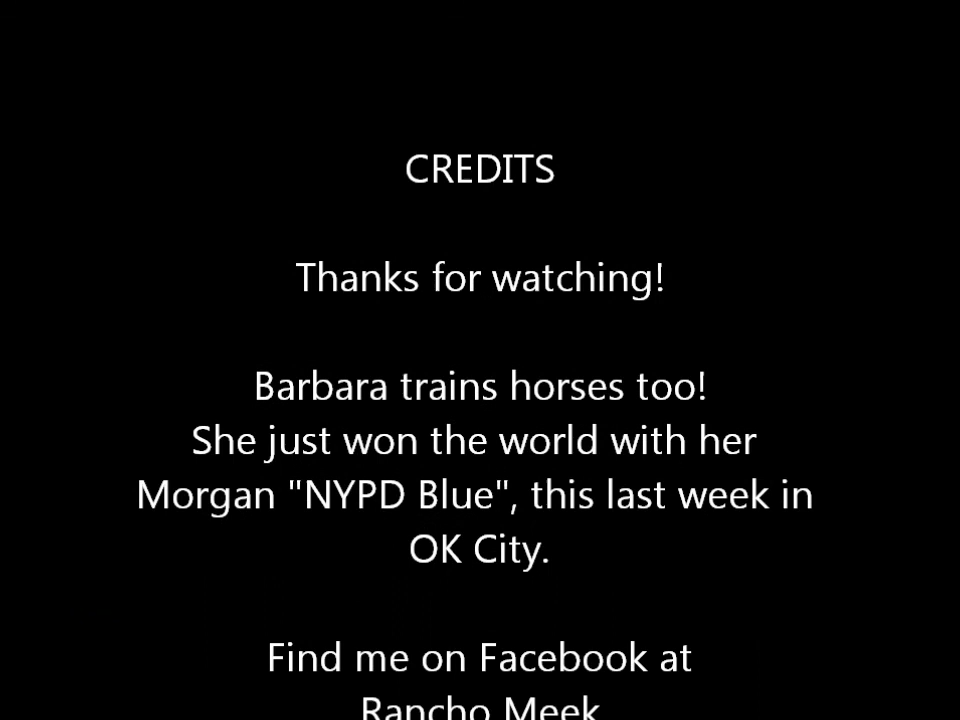 CREDITS
Thanks for watching!
Barbara trains horses too!
She just won the world with her
Morgan "NYPD Blue", this last week in
OK City.
Find me on Facebook at
Rancho Meek